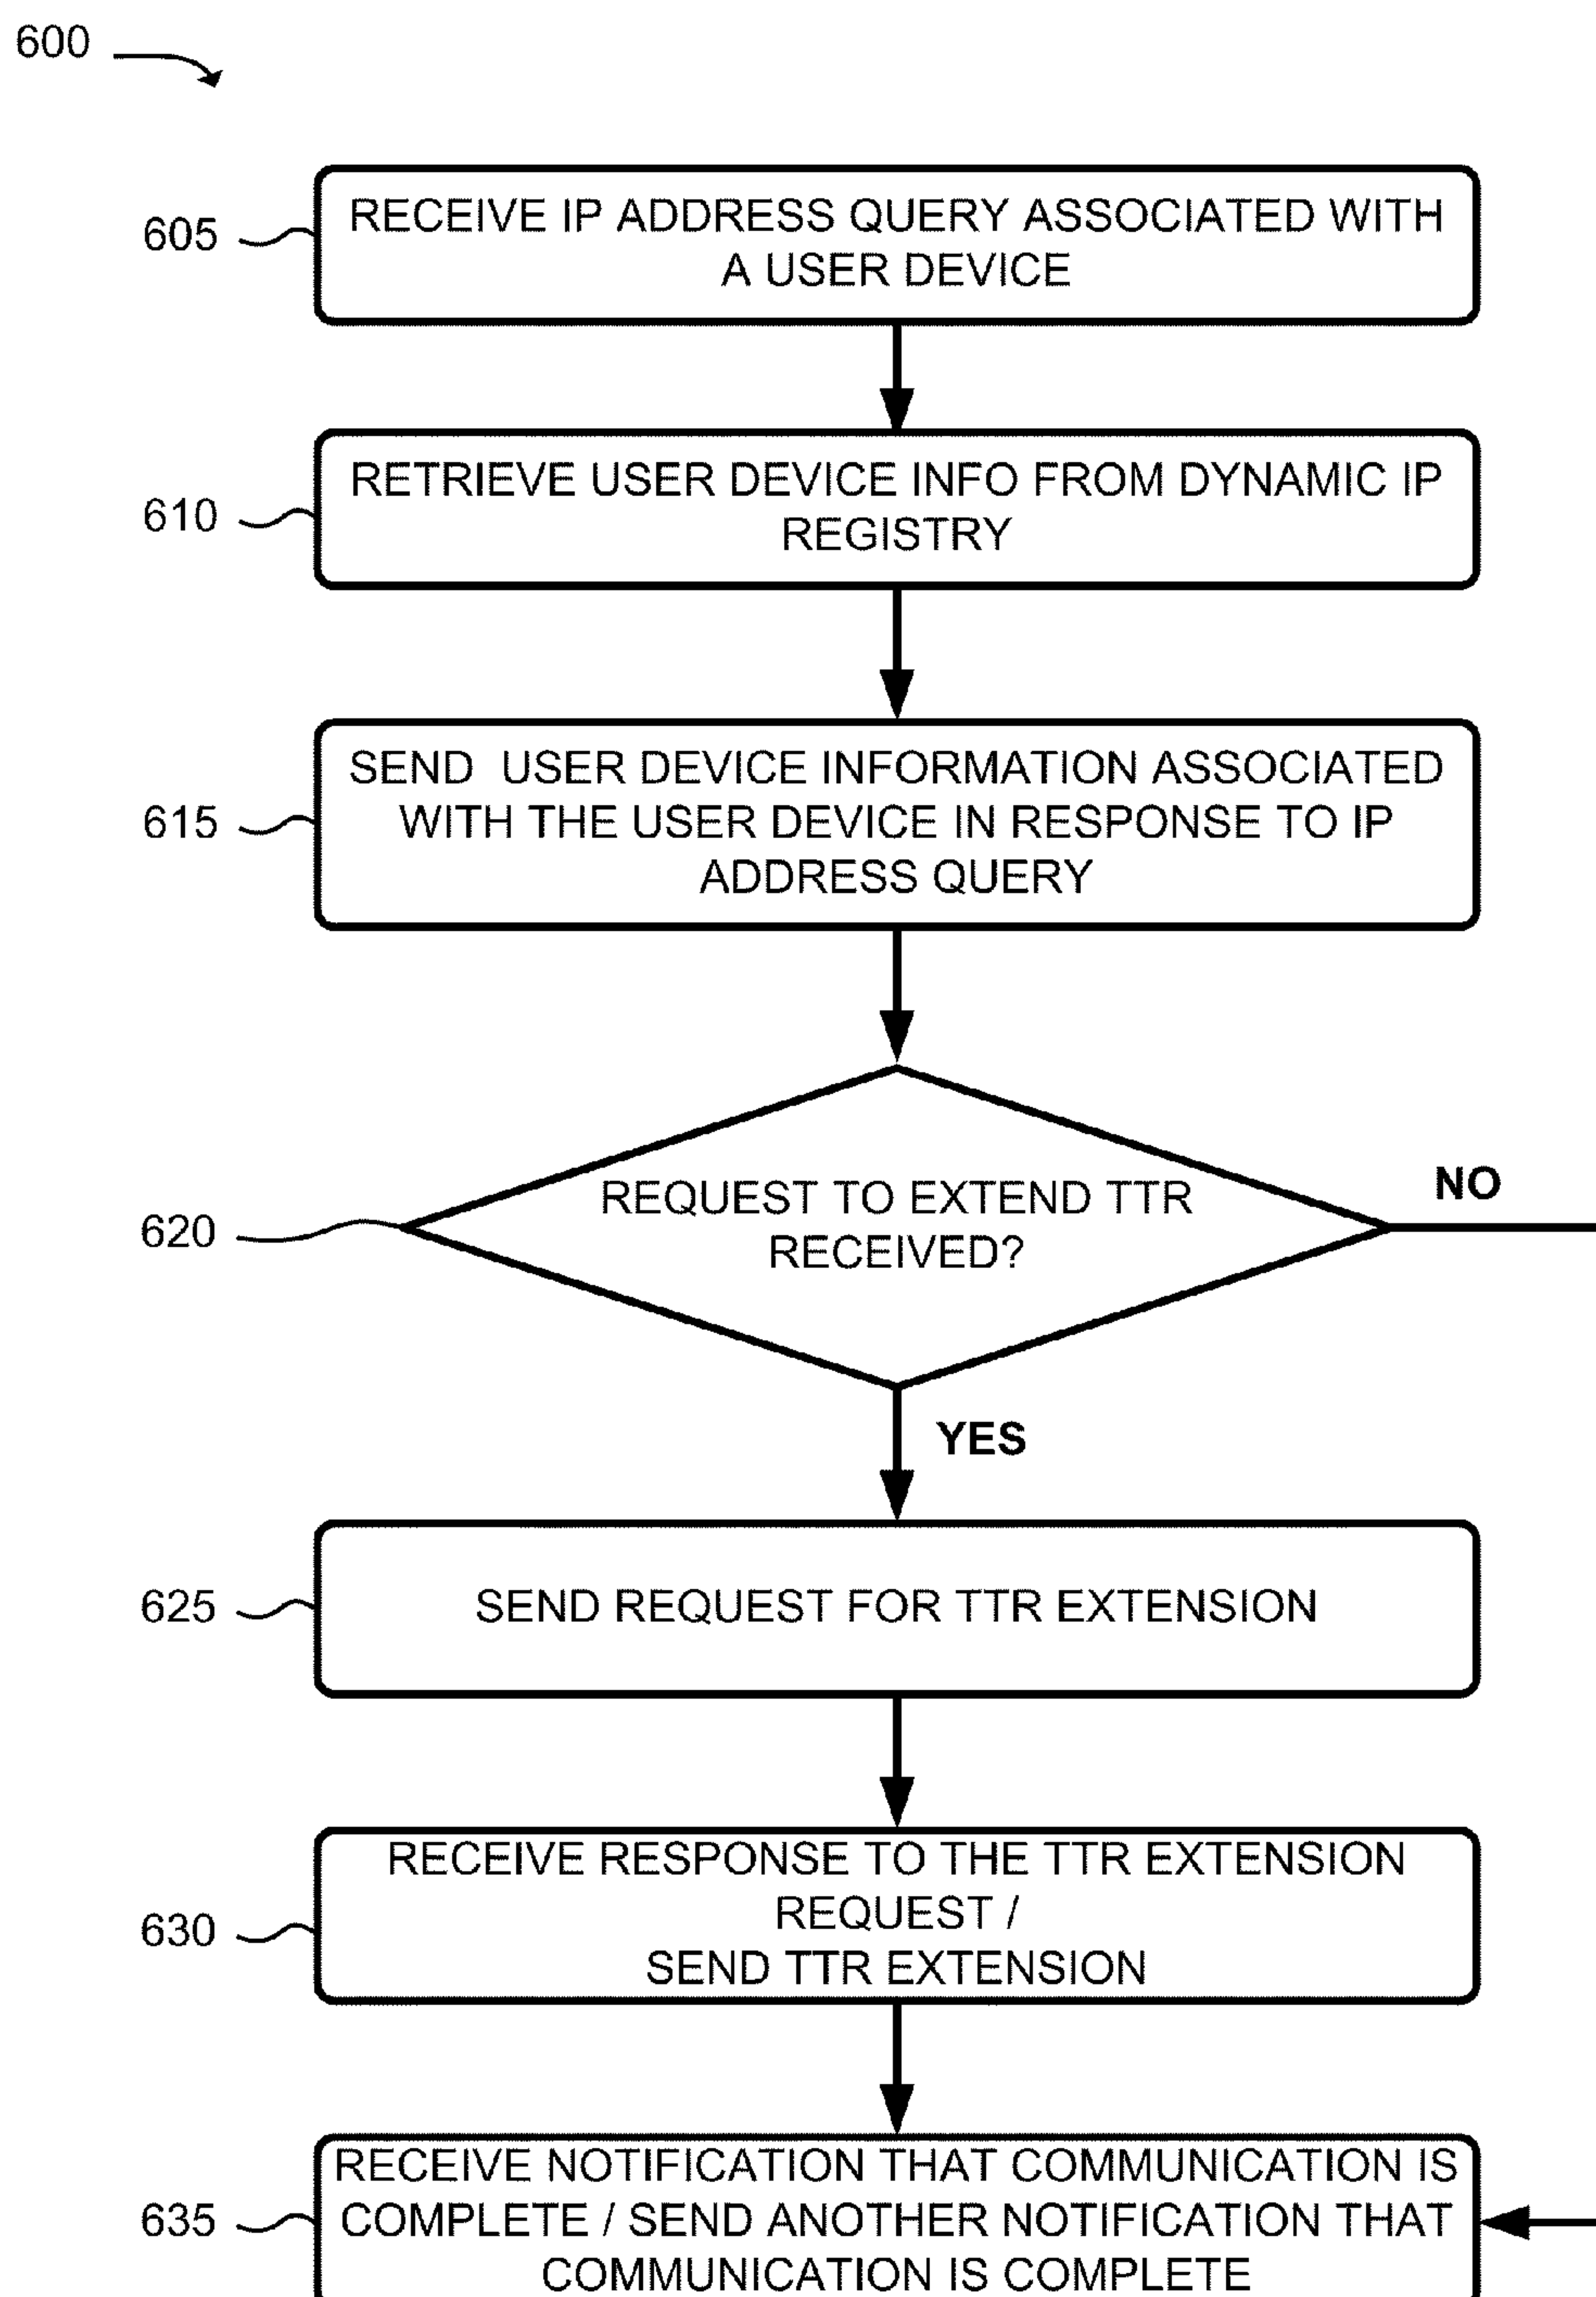 600
605
RECEIVE IP ADDRESS QUERY ASSOCIATED WITH
A USER DEVICE
610
RETRIEVE USER DEVICE INFO FROM DYNAMIC IP
REGISTRY
615
SEND USER DEVICE INFORMATION ASSOCIATED
WITH THE USER DEVICE IN RESPONSE TO IP
ADDRESS QUERY
620
REQUEST TO EXTEND TTR
RECEIVED?
NO
YES
625
SEND REQUEST FOR TTR EXTENSION
630
RECEIVE RESPONSE TO THE TTR EXTENSION
REQUEST /
SEND TTR EXTENSION
635
RECEIVE NOTIFICATION THAT COMMUNICATION IS
COMPLETE / SEND ANOTHER NOTIFICATION THAT
COMMUNICATION IS COMPLETE